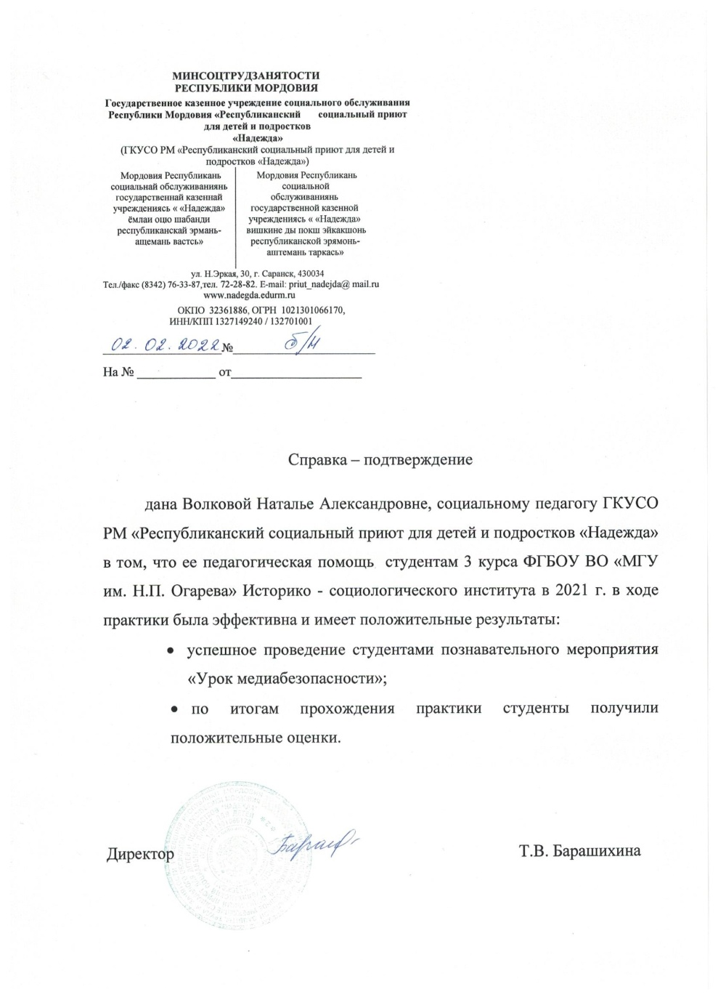 МИНСОЦТРУДЗАНЯТОСТИ
РЕСПУБЛИКИ МОРДОВИЯ
Государственное казенное учреждение социального обслуживания
Республики Мордовия «Республиканский социальный приют
для детей и подростков
«Надежда»
(ГКУСО РМ «Республиканский социальный приют для детей и
подростков «Надежда»)
Мордовия Республикань
социальнай обслуживаниянь
государственнай казеннай
учреждениясь « «Надежда»
ёмлаи оцю шабанди
республиканскай эрмань-
ащемань вастсь»
Мордовия Республикань
социальной
обслуживаниянь
государственной казенной
учреждениясь « «Надежда»
вишкине ды покш эйкакшонь
республиканской эрямонь-
аштемань таркась»
ул. Н.Эркая, 30, г. Саранск, 430034
Тел./факс (8342) 76-33-87,тел. 72-28-82. E-mail: priut_nadejda@ mail.ru
www.nadegda.edurm.ru
ОКПО 32361886, ОГРН 1021301066170,
ИНН/КПП 1327149240 / 132701001
02.02.2022 № б/н
На № ____________ от____________________
Справка – подтверждение
дана Волковой Наталье Александровне, социальному педагогу ГКУСО
РМ «Республиканский социальный приют для детей и подростков «Надежда»
в том, что ее педагогическая помощь студентам 3 курса ФГБОУ ВО «МГУ
им. Н.П. Огарева» Историко - социологического института в 2021 г. в ходе
практики была эффективна и имеет положительные результаты:
• успешное проведение студентами познавательного мероприятия
«Урок медиабезопасности»;
• по итогам прохождения практики студенты получили
положительные оценки.
Директор
Т.В. Барашихина